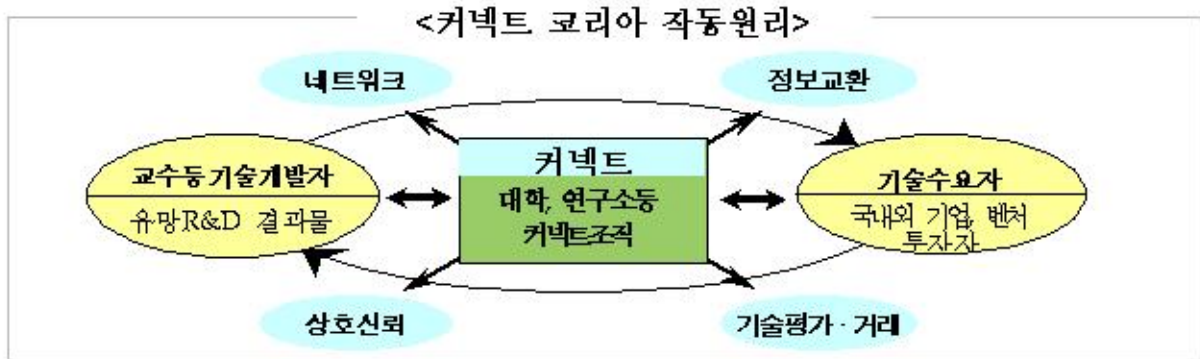 <커넥트 코리아 작동원리>
네트워크
정보교환
교수등기술개발자
유망R&D 결과물
커넥트
대학, 연구소등
커넥트조직
기술수요자
국내외 기업, 벤처
투자자
상호신뢰
기술평가·거래